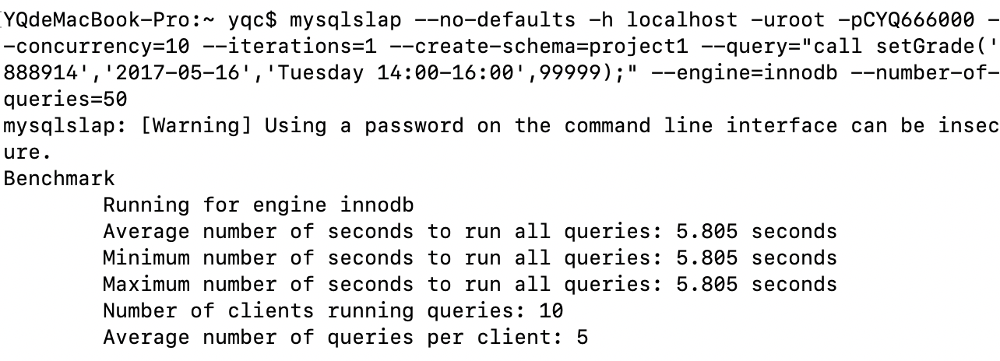 YQdeMacBook-Pro:~ yqc$ mysqlslap --no-defaults -h localhost -uroot -pCYQ666000 -
-concurrency=10 --iterations=1 --create-schema=project1 --query="call setGrade('
888914','2017-05-16','Tuesday 14:00-16:00',99999);" --engine=innodb --number-of-
queries=50
mysqlslap: [Warning] Using a password on the command line interface can be insec
ure.
Benchmark
Running for engine innodb
Average number of seconds to run all queries: 5.805 seconds
Minimum number of seconds to run all queries: 5.805 seconds
Maximum number of seconds to run all queries: 5.805 seconds
Number of clients running queries: 10
Average number of queries per client: 5